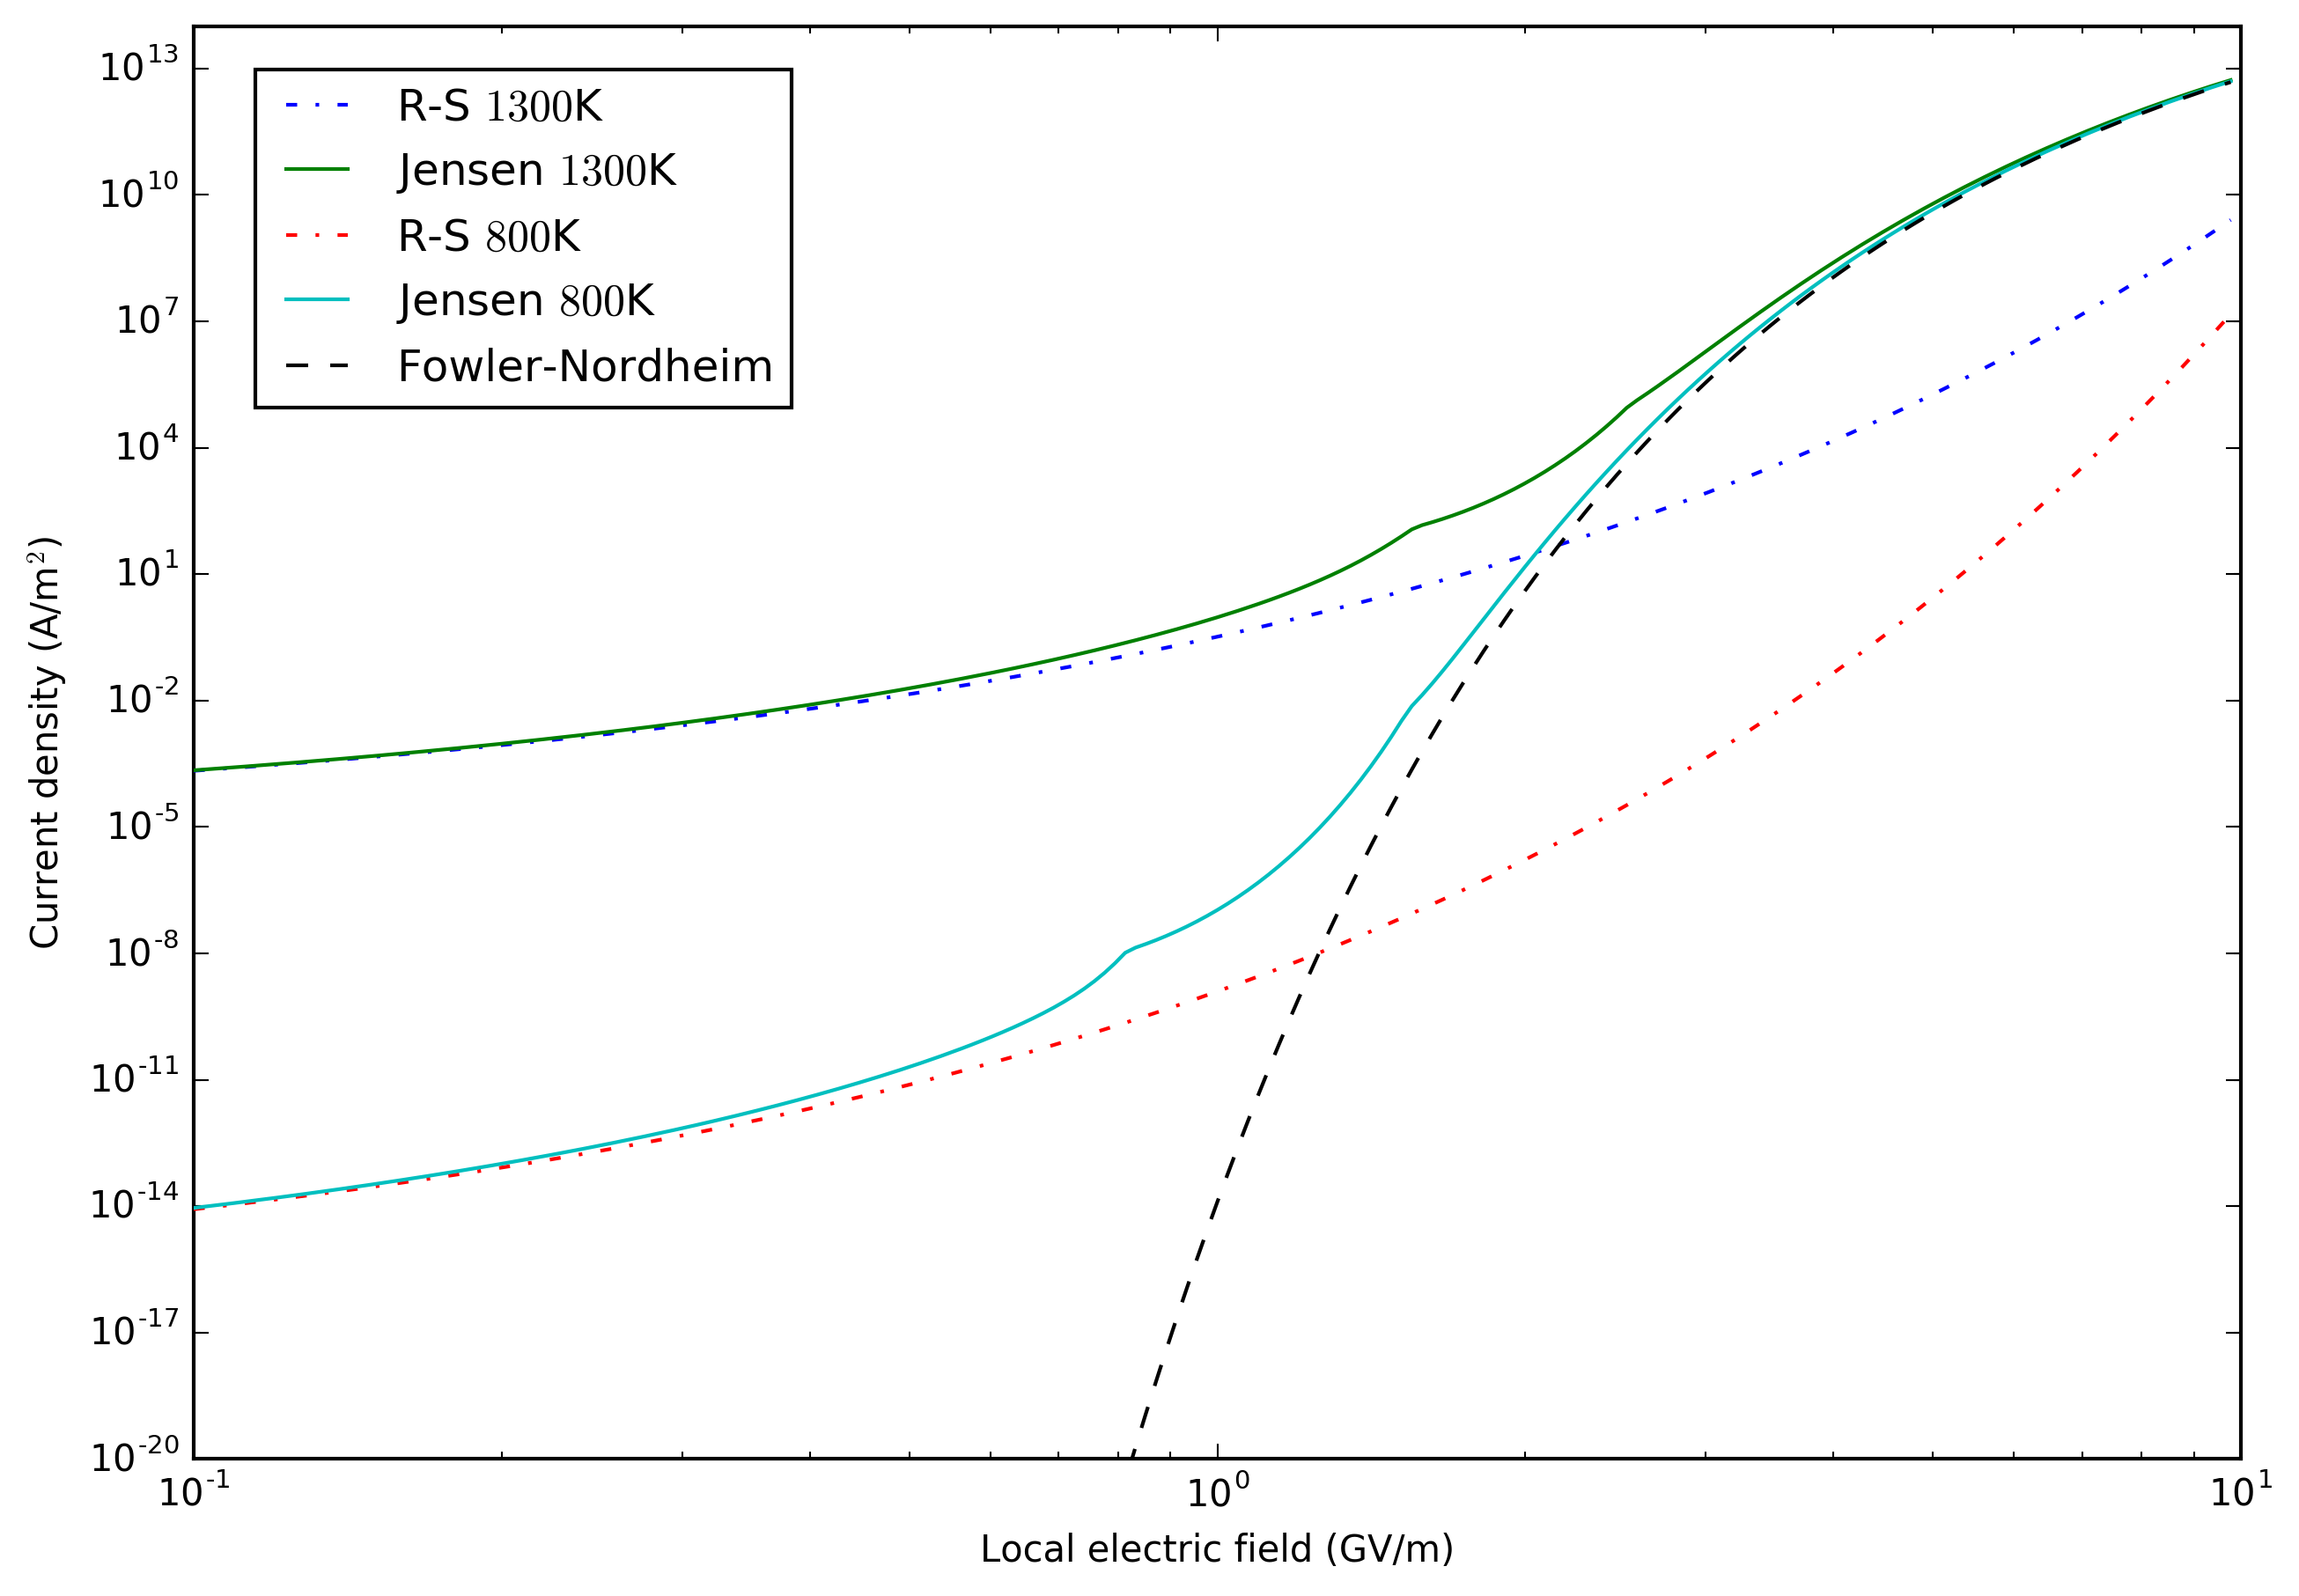 10^13
10^10
10^7
10^4
10^1
10^-2
10^-5
10^-8
10^-11
10^-14
10^-17
10^-20
Current density (A/m^2)
R-S 1300K
Jensen 1300K
R-S 800K
Jensen 800K
Fowler-Nordheim
10^-1
10^0
10^1
Local electric field (GV/m)